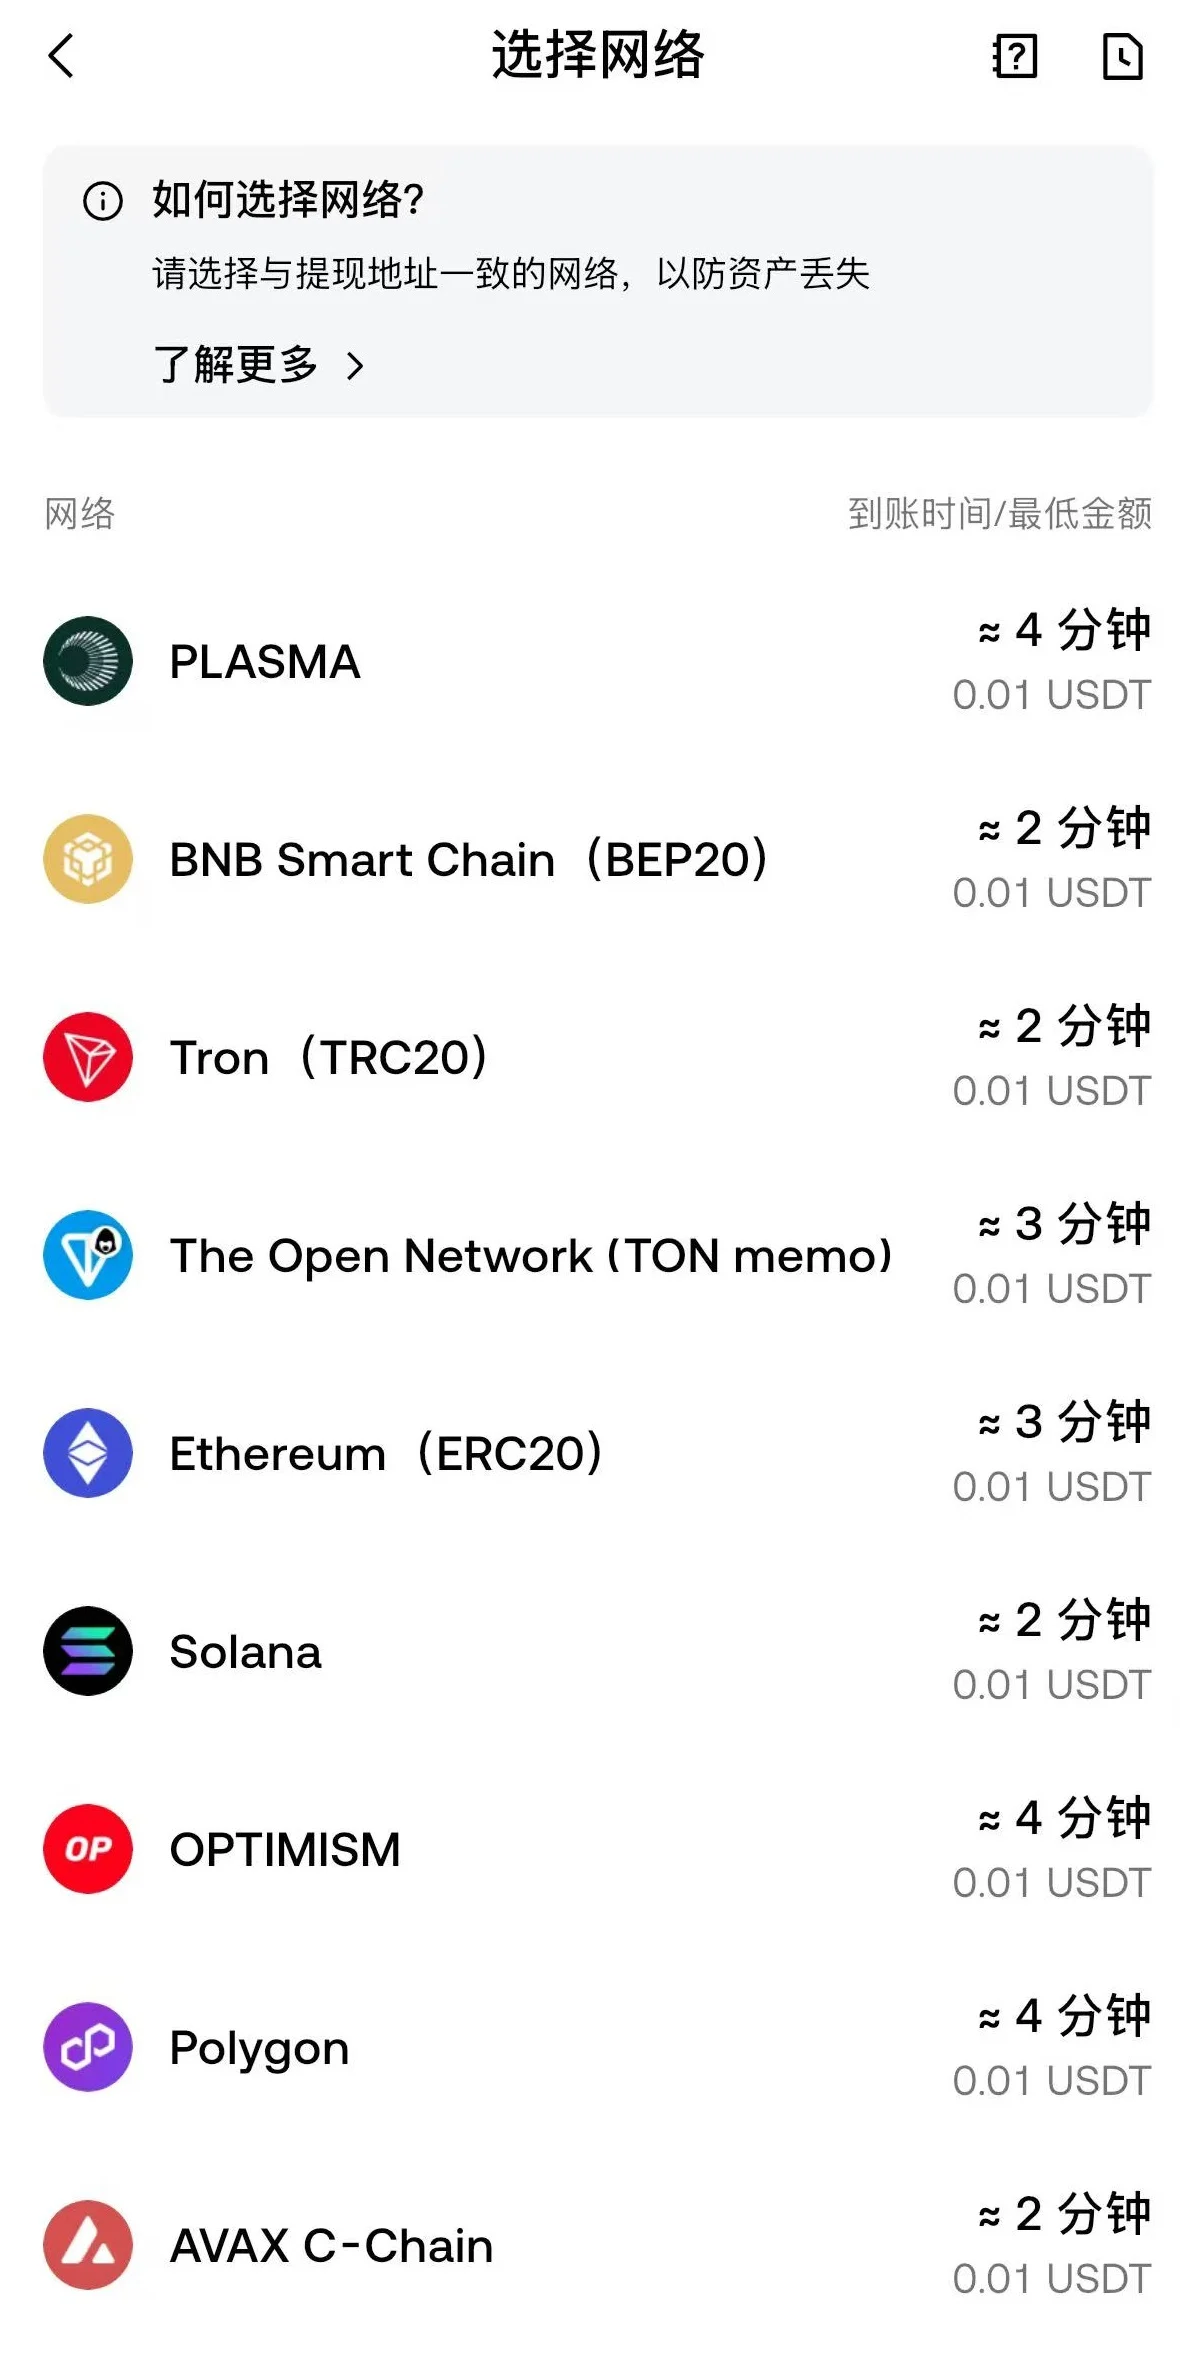 选择网络
如何选择网络?
请选择与提现地址一致的网络，以防资产丢失
了解更多 >
网络 到账时间/最低金额
PLASMA ≈ 4 分钟
0.01 USDT
BNB Smart Chain（BEP20） ≈ 2 分钟
0.01 USDT
Tron（TRC20） ≈ 2 分钟
0.01 USDT
The Open Network (TON memo) ≈ 3 分钟
0.01 USDT
Ethereum（ERC20） ≈ 3 分钟
0.01 USDT
Solana ≈ 2 分钟
0.01 USDT
OP OPTIMISM ≈ 4 分钟
0.01 USDT
Polygon ≈ 4 分钟
0.01 USDT
AVAX C-Chain ≈ 2 分钟
0.01 USDT